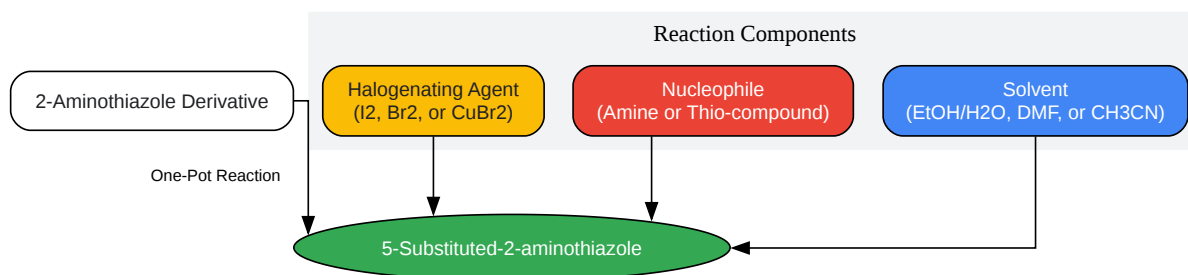 Reaction Components
2-Aminothiazole Derivative
Halogenating Agent
(I2, Br2, or CuBr2)
Nucleophile
(Amine or Thio-compound)
Solvent
(EtOH/H2O, DMF, or CH3CN)
One-Pot Reaction
5-Substituted-2-aminothiazole